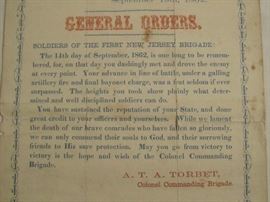 September 15th, 1862.
GENERAL ORDERS.
SOLDIERS OF THE FIRST NEW JERSEY BRIGADE:
The 14th day of September, 1862, is one long to be remem-
bered, for, on that day you dashingly met and drove the enemy
at every point. Your advance in line of battle, under a galling
artillery fire and final bayonet charge, was a feat seldom if ever
surpassed. The heights you took show plainly what deter-
mined and well disciplined soldiers can do.
You have sustained the reputation of your State, and done
great credit to your officers and yourselves. While we lament
the death of our brave comrades who have fallen so gloriously,
we can only commend their souls to God, and their sorrowing
friends to His save protection. May you go from victory to
victory is the hope and wish of the Colonel Commanding
Brigade.
A. T. A. TORBET,
Colonel Commanding Brigade.